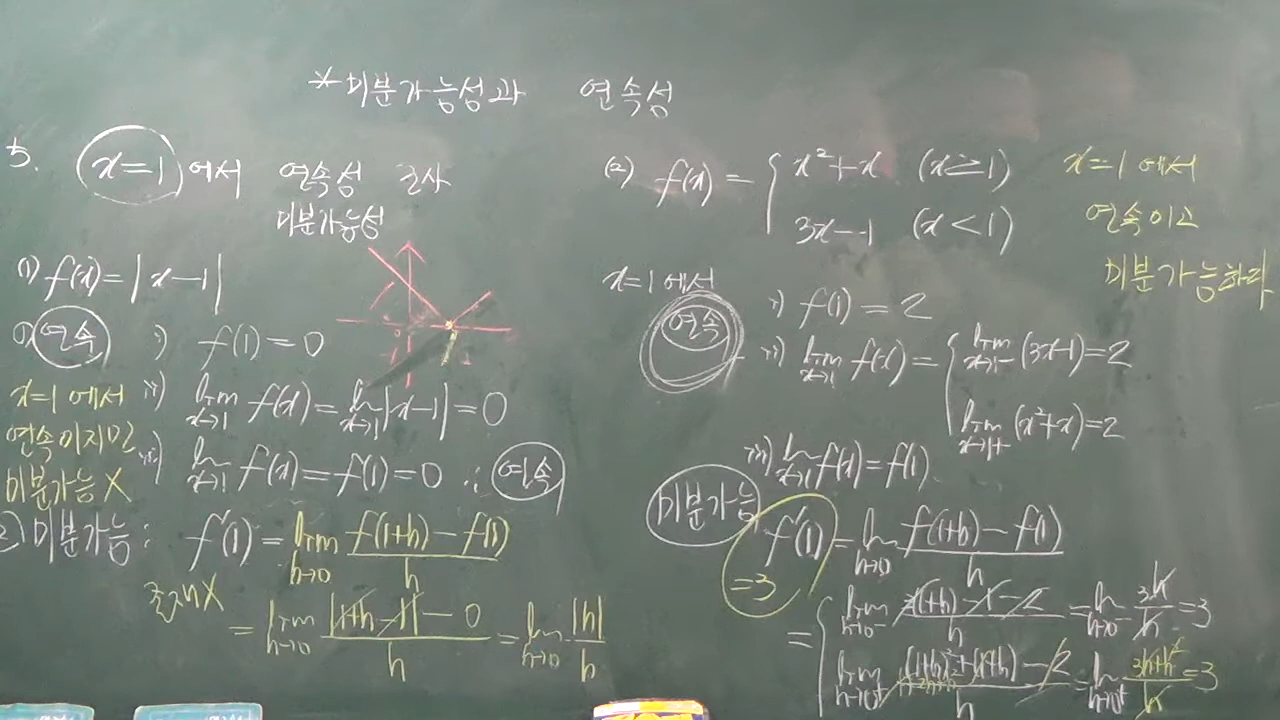 * 미분가능성과 연속성
5. x=1 에서 연속성 조사
미분가능성
(1) f(x)=|x-1|
① 연속 i) f(1)=0
ii) lim x→1 f(x) = lim x→1 |x-1| = 0
iii) lim x→1 f(x) = f(1) = 0 ∴ 연속
x=1 에서
연속이지만
미분가능 X
② 미분가능: f'(1) = lim h→0 f(1+h)-f(1) / h
존재 X = lim h→0 |1+h-1|-0 / h = lim h→0 |h| / h
(2) f(x) = { x²+x (x≥1)
3x-1 (x<1)
x=1 에서
연속이고
미분가능하다
x=1 에서
연속 i) f(1)=2
ii) lim x→1 f(x) = { lim x→1- (3x-1)=2
lim x→1+ (x²+x)=2
iii) lim x→1 f(x)=f(1)
미분가능 f'(1) = lim h→0 f(1+h)-f(1) / h
=3
= { lim h→0- 3(1+h)-1-2 / h = lim h→0- 3h / h = 3
lim h→0+ (1+h)²+(1+h)-2 / h = lim h→0+ 3h+h² / h = 3